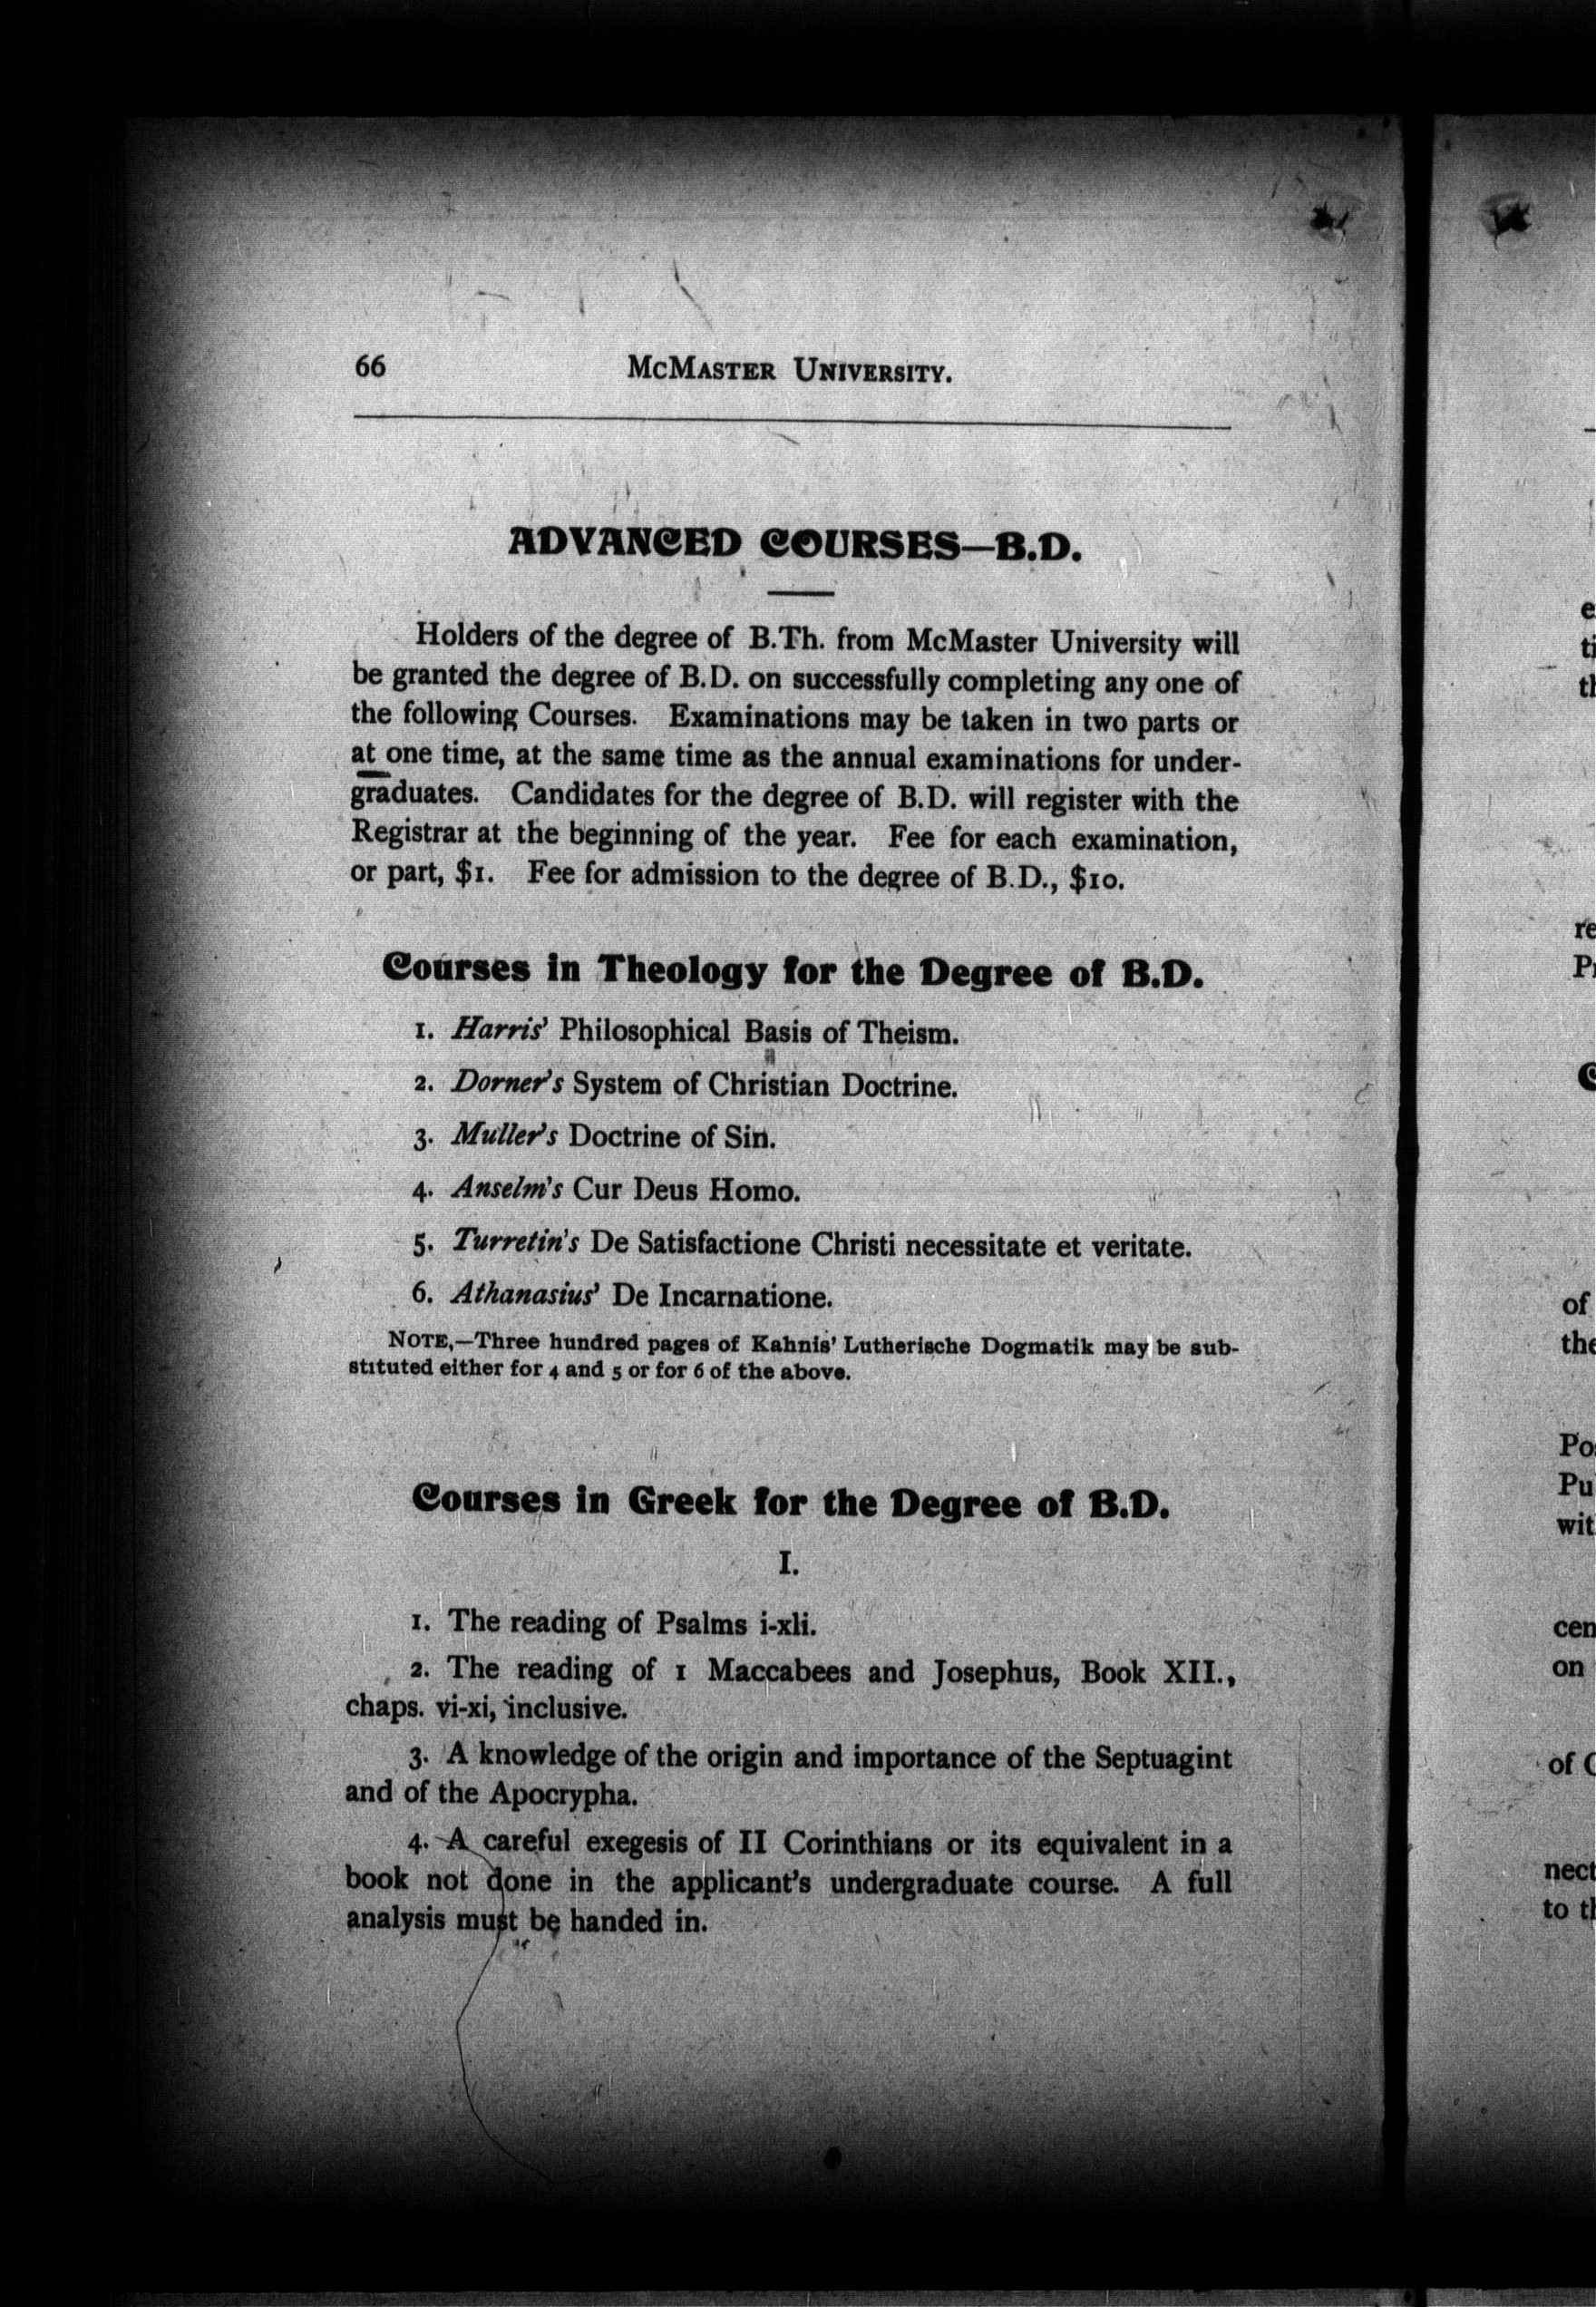 66 McMaster University.
ADVANCED COURSES—B.D.
Holders of the degree of B.Th. from McMaster University will
be granted the degree of B.D. on successfully completing any one of
the following Courses. Examinations may be taken in two parts or
at one time, at the same time as the annual examinations for under-
graduates. Candidates for the degree of B.D. will register with the
Registrar at the beginning of the year. Fee for each examination,
or part, $1. Fee for admission to the degree of B.D., $10.
Courses in Theology for the Degree of B.D.
1. Harris' Philosophical Basis of Theism.
2. Dorner's System of Christian Doctrine.
3. Muller's Doctrine of Sin.
4. Anselm's Cur Deus Homo.
5. Turretin's De Satisfactione Christi necessitate et veritate.
6. Athanasius' De Incarnatione.
NOTE,—Three hundred pages of Kahnis' Lutherische Dogmatik may be sub-
stituted either for 4 and 5 or for 6 of the above.
Courses in Greek for the Degree of B.D.
I.
1. The reading of Psalms i-xli.
2. The reading of 1 Maccabees and Josephus, Book XII.,
chaps. vi-xi, inclusive.
3. A knowledge of the origin and importance of the Septuagint
and of the Apocrypha.
4. A careful exegesis of II Corinthians or its equivalent in a
book not done in the applicant's undergraduate course. A full
analysis must be handed in.
of
the
on